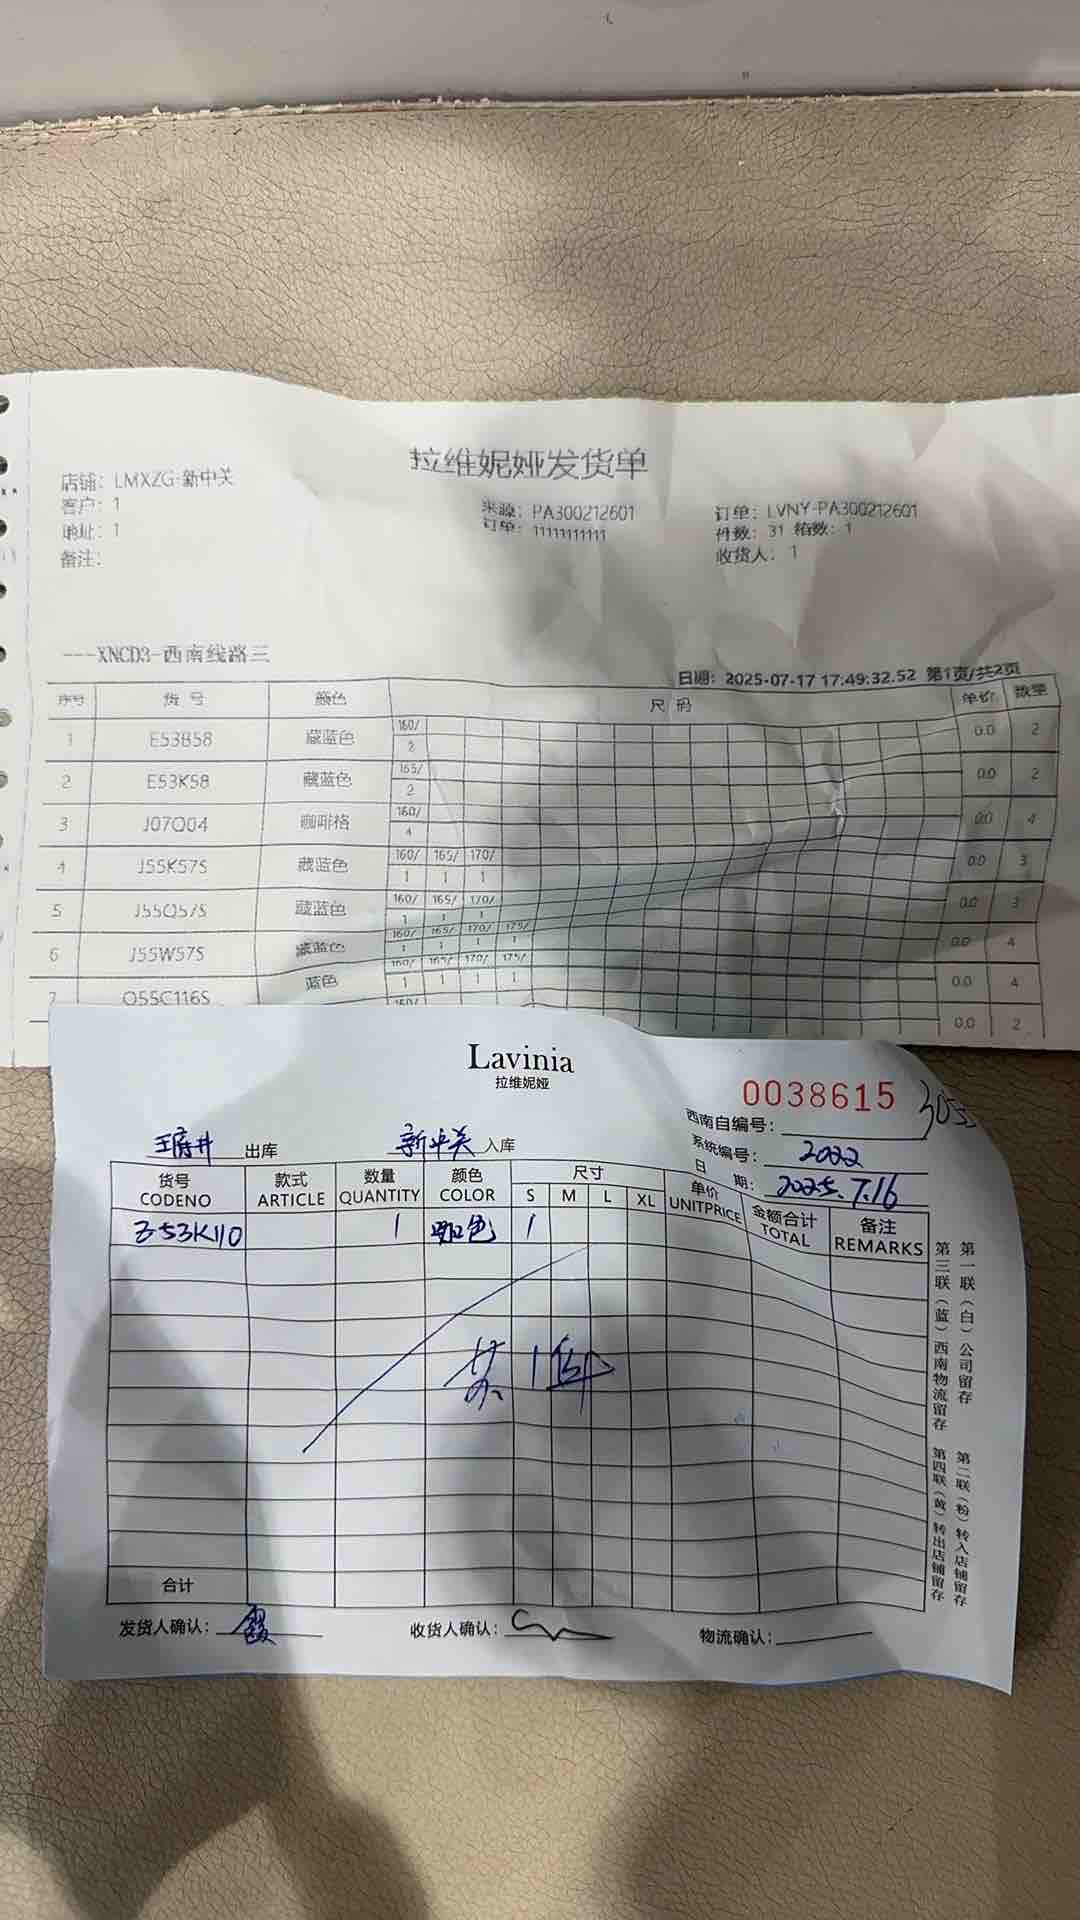 拉维妮娅发货单
店铺: LMXZG-新中关
客户: 1
地址: 1
备注:
来源: PA300212601
订单: 11111111111
订单: LVNY-PA300212601
件数: 31 箱数: 1
收货人: 1
---XNCD3-西南线路三
日期: 2025-07-17 17:49:32.52 第1页/共2页
序号 货号 颜色 尺码 单价 数量
160/
1 E53B58 藏蓝色 2 0.0 2
165/
2 E53K58 藏蓝色 2 0.0 2
160/
3 J07Q04 咖啡格 4 0.0 4
160/ 165/ 170/
4 J55K57S 藏蓝色 1 1 1 0.0 3
160/ 165/ 170/
5 J55Q57S 藏蓝色 1 1 1 0.0 3
160/ 165/ 170/ 175/
6 J55W57S 藏蓝色 1 1 1 1 0.0 4
160/ 165/ 170/ 175/
7 Q55C116S 蓝色 1 1 1 1 0.0 4
160/
0.0 2
Lavinia
拉维妮娅
0038615
西南自编号:
系统编号: 2022
日 期: 2025.7.16
王府井 出库 新中关 入库
货号 款式 数量 颜色 尺寸 单价 金额合计 备注
CODENO ARTICLE QUANTITY COLOR S M L XL UNITPRICE TOTAL REMARKS
Z53K110 1 咖色 1
共1件
合计
发货人确认: 霞 收货人确认: 物流确认:
第一联(白)公司留存
第二联(粉)转入店铺留存
第三联(蓝)西南物流留存
第四联(黄)转出店铺留存